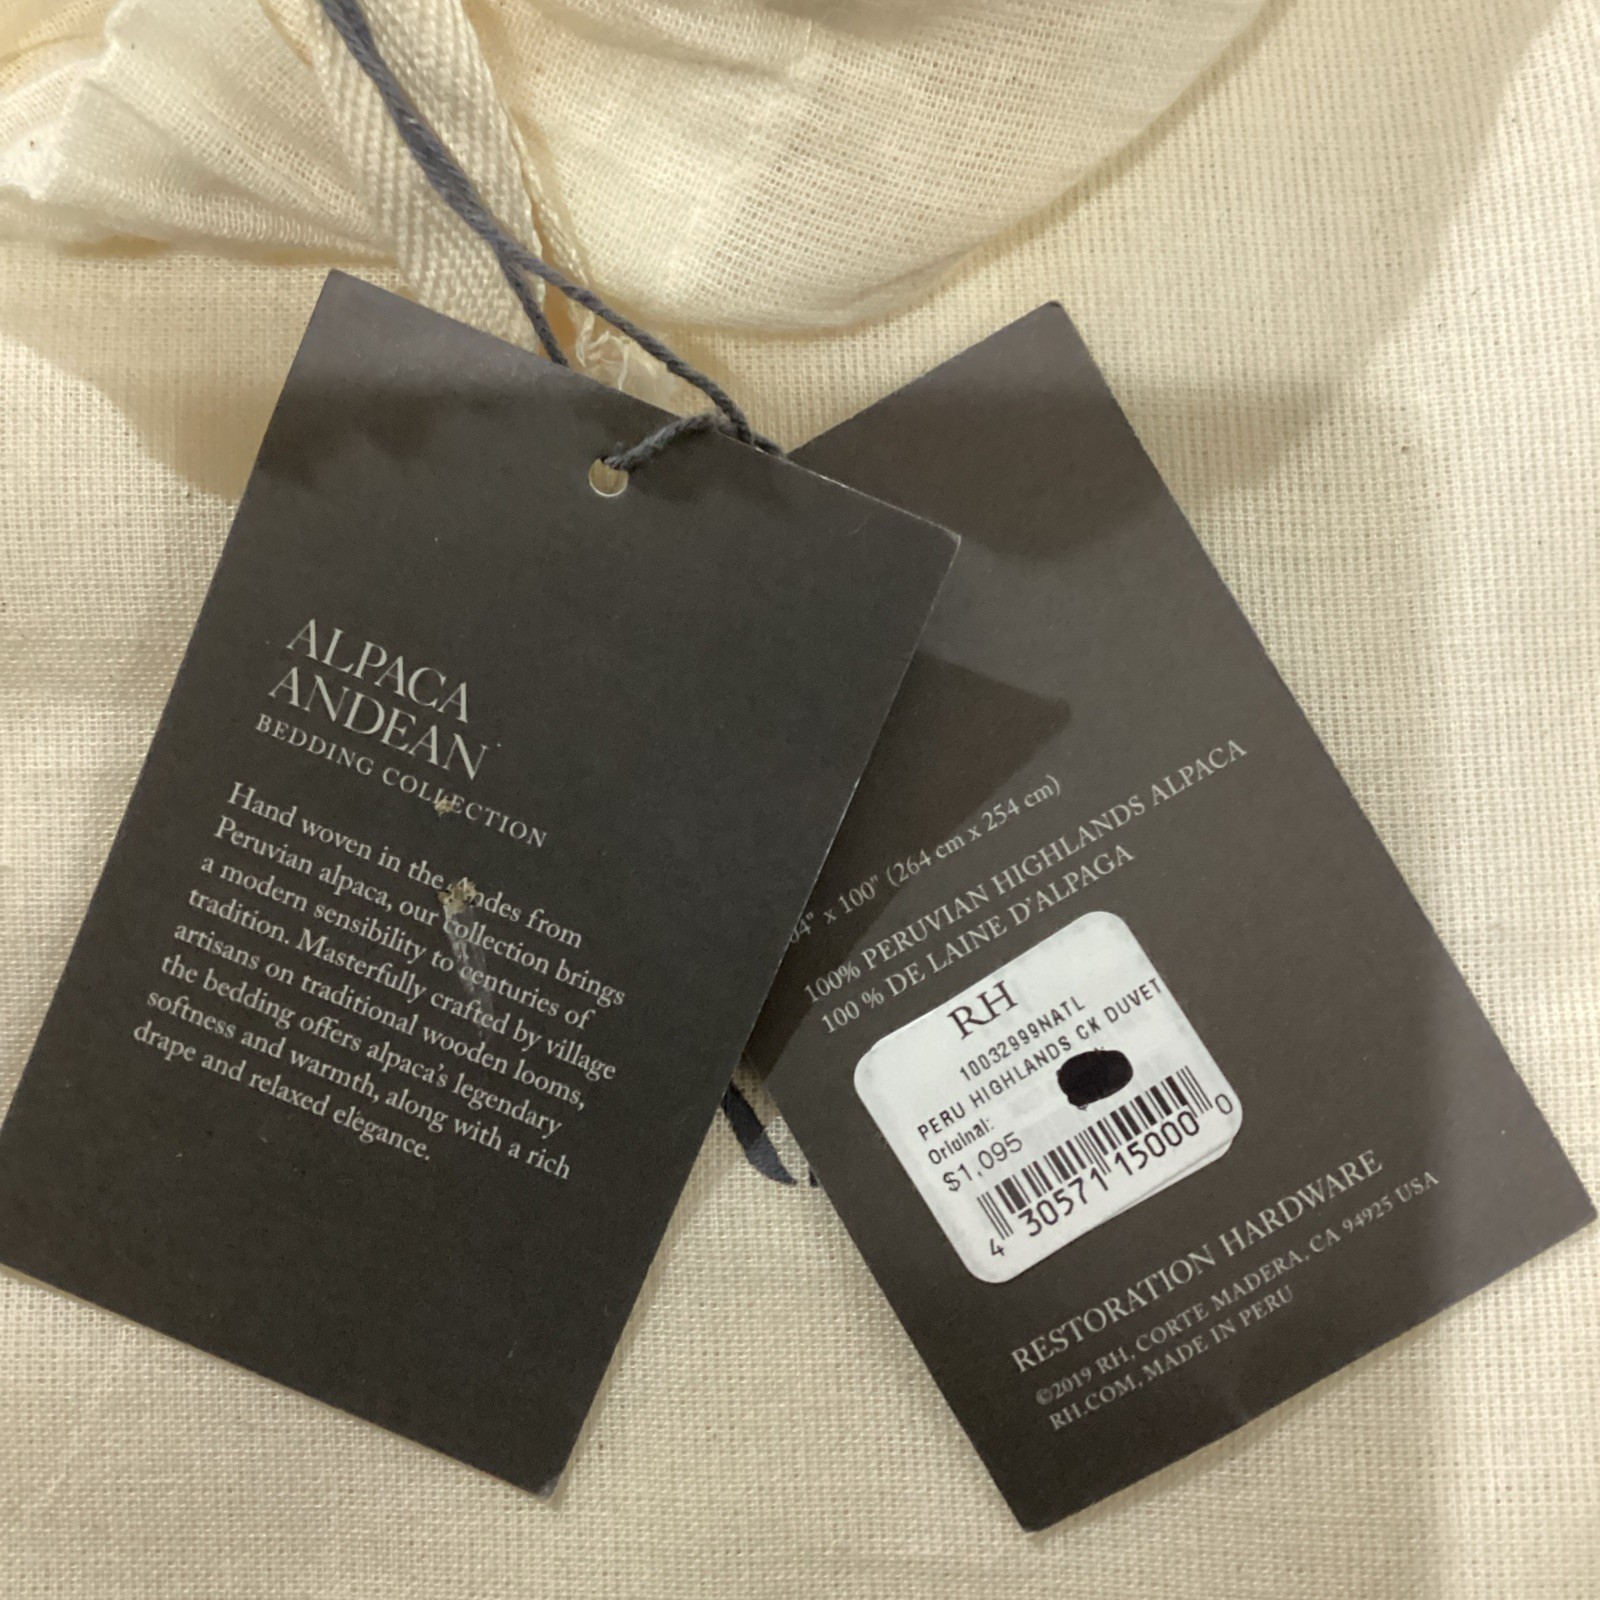 ALPACA
ANDEAN
BEDDING COLLECTION
Hand woven in the Andes from
Peruvian alpaca, our collection brings
a modern sensibility to centuries of
tradition. Masterfully crafted by village
artisans on traditional wooden looms,
the bedding offers alpaca's legendary
softness and warmth, along with a rich
drape and relaxed elegance.
04" x 100" (264 cm x 254 cm)
100% PERUVIAN HIGHLANDS ALPACA
100 % DE LAINE D'ALPAGA
RH
10032999NATL
PERU HIGHLANDS CK DUVET
Original:
$1,095
4 30571 15000 0
RESTORATION HARDWARE
©2019 RH, CORTE MADERA, CA 94925 USA
RH.COM, MADE IN PERU